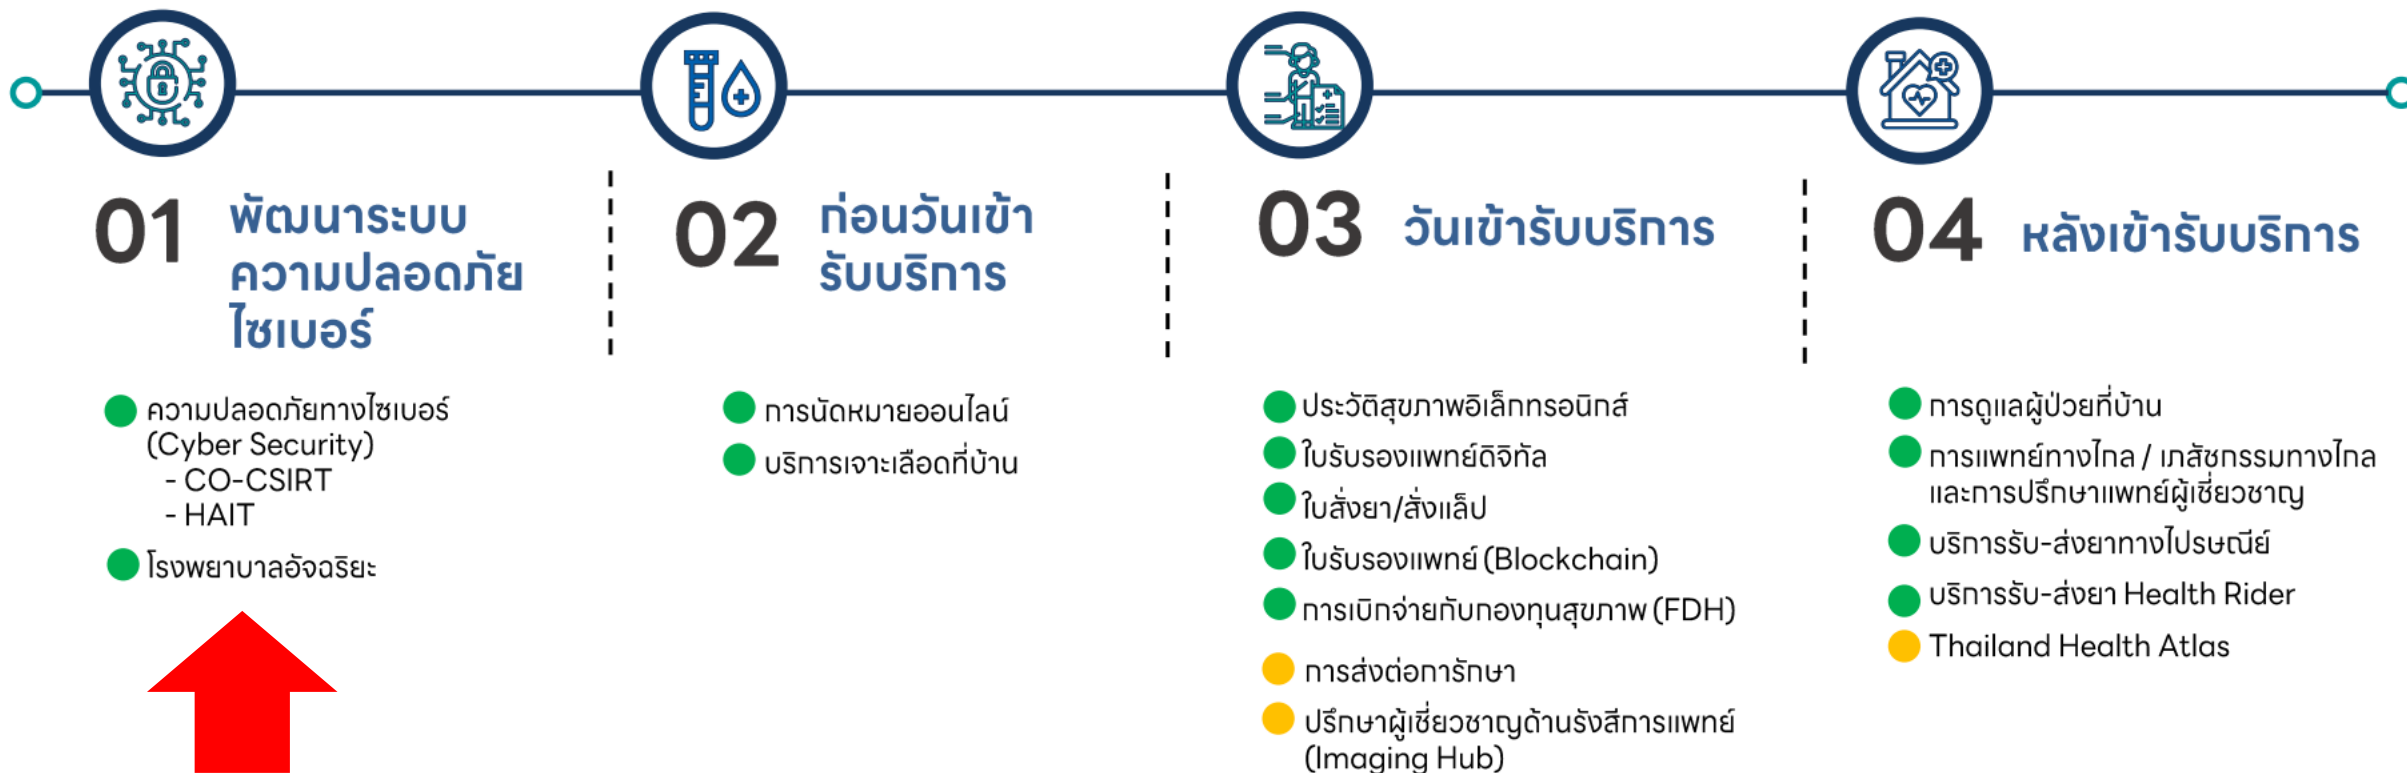 01 พัฒนาระบบ
ความปลอดภัย
ไซเบอร์
ความปลอดภัยทางไซเบอร์
(Cyber Security)
- CO-CSIRT
- HAIT
โรงพยาบาลอัจฉริยะ
02 ก่อนวันเข้า
รับบริการ
การนัดหมายออนไลน์
บริการเจาะเลือดที่บ้าน
03 วันเข้ารับบริการ
ประวัติสุขภาพอิเล็กทรอนิกส์
ใบรับรองแพทย์ดิจิทัล
ใบสั่งยา/สั่งแล็ป
ใบรับรองแพทย์ (Blockchain)
การเบิกจ่ายกับกองทุนสุขภาพ (FDH)
การส่งต่อการักษา
ปรึกษาผู้เชี่ยวชาญด้านรังสีการแพทย์
(Imaging Hub)
04 หลังเข้ารับบริการ
การดูแลผู้ป่วยที่บ้าน
การแพทย์ทางไกล / เภสัชกรรมทางไกล
และการปรึกษาแพทย์ผู้เชี่ยวชาญ
บริการรับ-ส่งยาทางไปรษณีย์
บริการรับ-ส่งยา Health Rider
Thailand Health Atlas